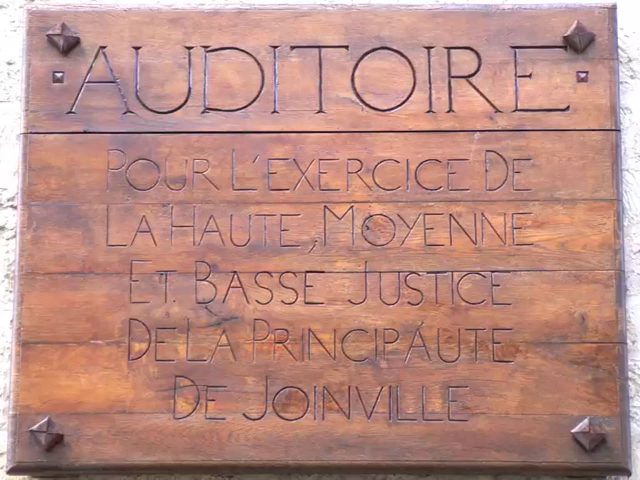 AUDITOIRE
POUR L'EXERCICE DE
LA HAUTE, MOYENNE
ET. BASSE JUSTICE
DE LA PRINCIPAUTE
DE JOINVILLE